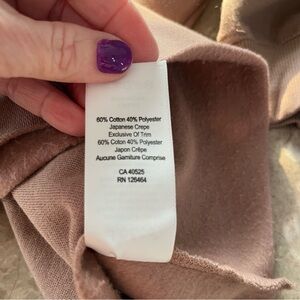 60% Cotton 40% Polyester
Japanese Crepe
Exclusive Of Trim
60% Coton 40% Polyester
Japon Crêpe
Aucune Garniture Comprise
CA 40525
RN 126464